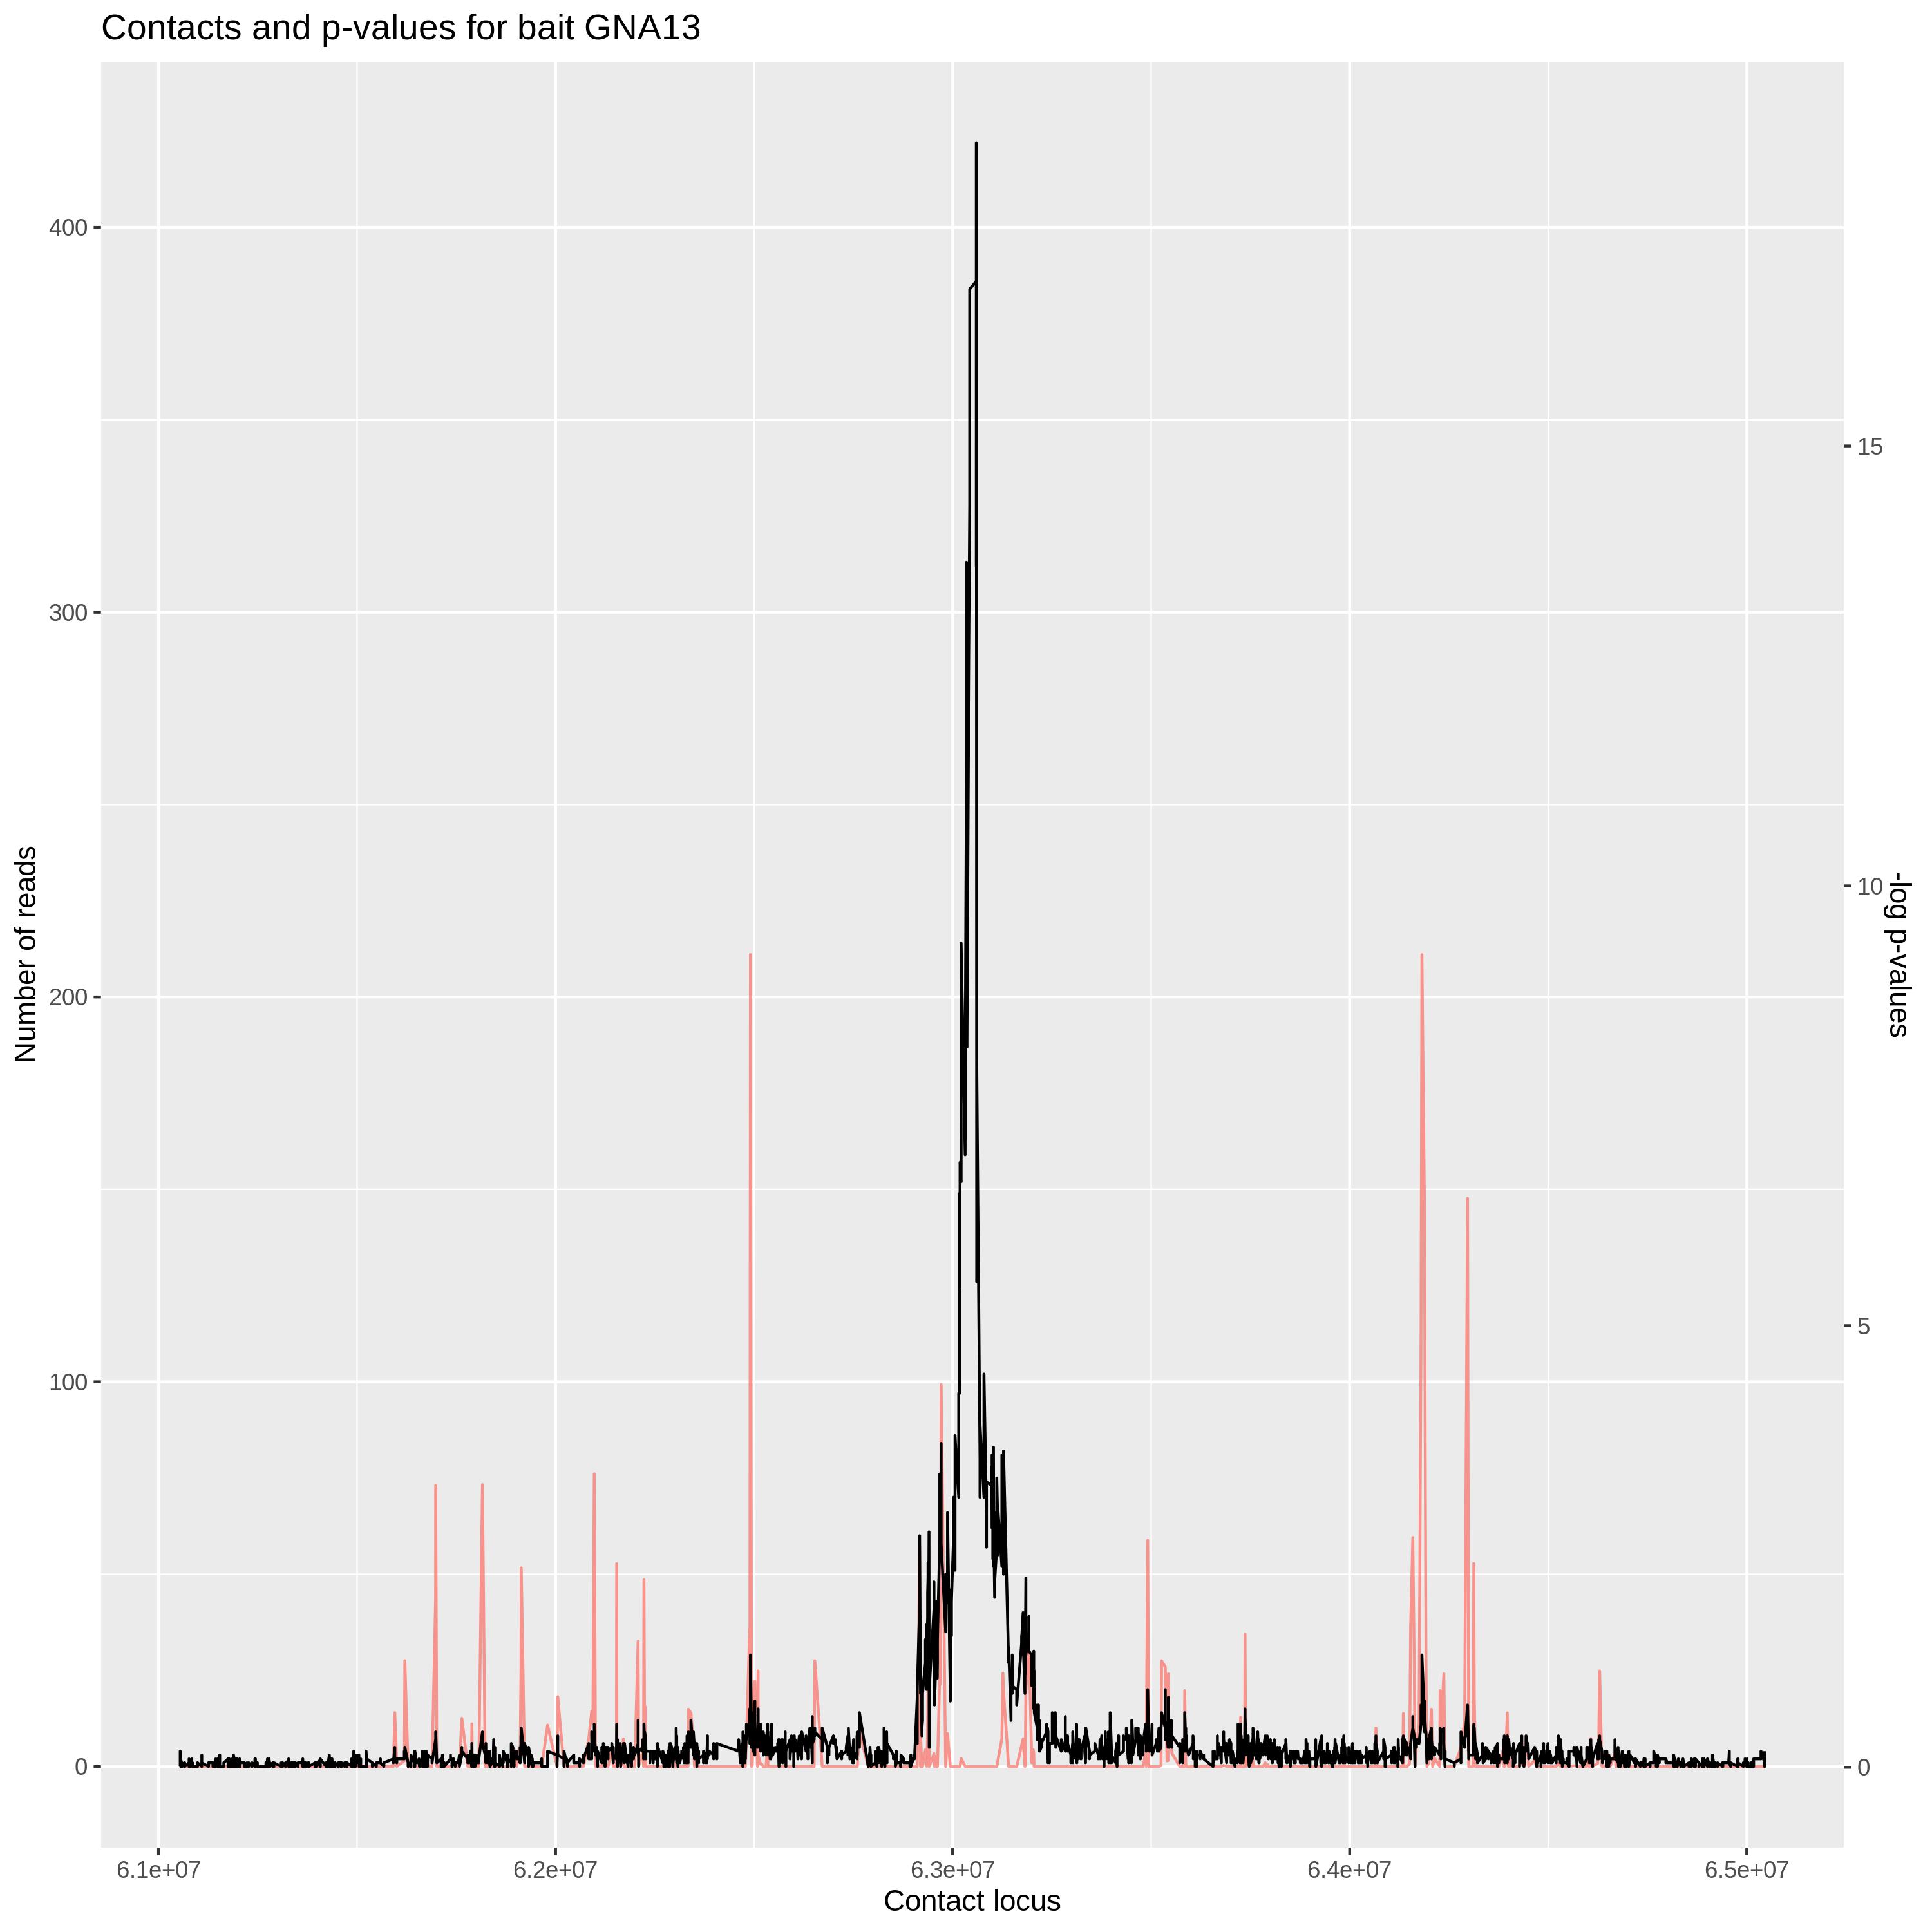 Contacts and p-values for bait GNA13
400
300
200
100
0
Number of reads
15
10
5
0
-log p-values
6.1e+07
6.2e+07
6.3e+07
6.4e+07
6.5e+07
Contact locus